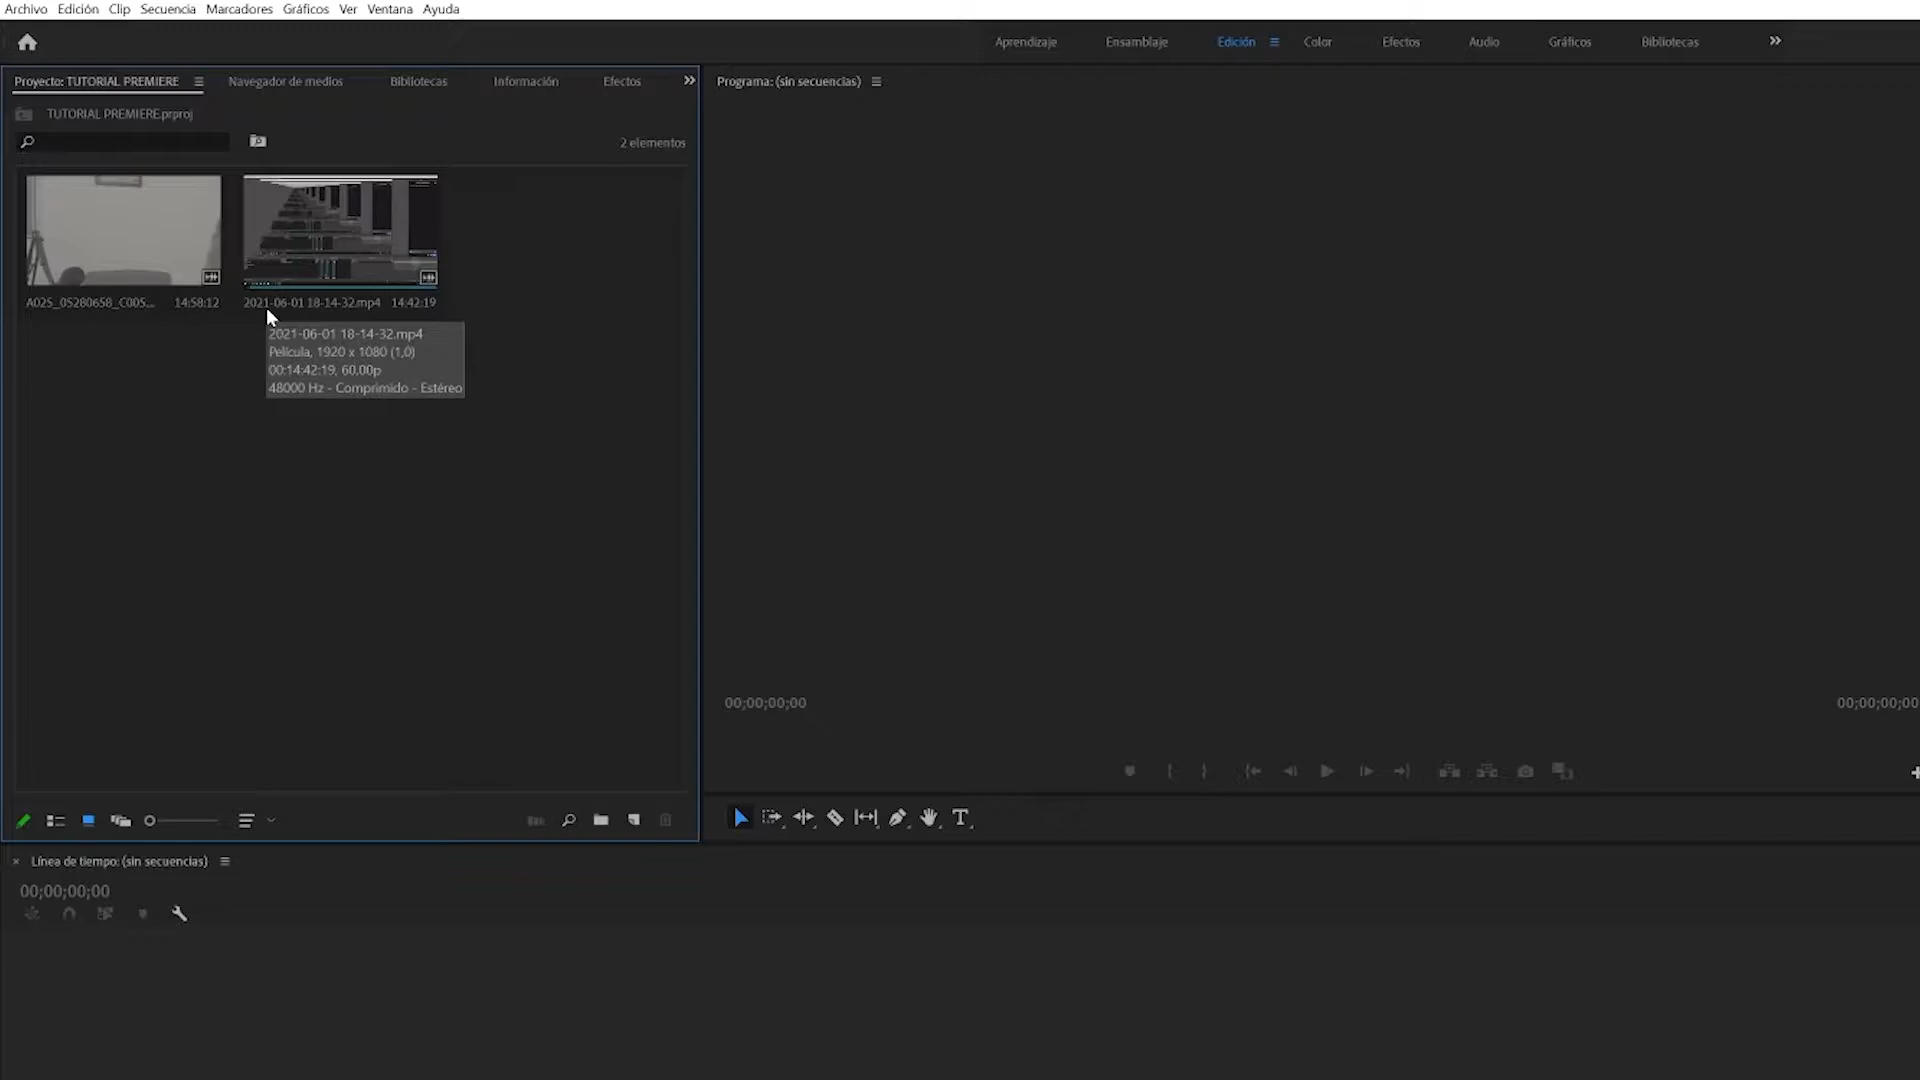 Archivo Edición Clip Secuencia Marcadores Gráficos Ver Ventana Ayuda
Aprendizaje Ensamblaje Edición Color Efectos Audio Gráficos Bibliotecas
Proyecto: TUTORIAL PREMIERE Navegador de medios Bibliotecas Información Efectos
Programa: (sin secuencias)
TUTORIAL PREMIERE.prproj
2 elementos
A025_05280658_C005... 14:58:12 2021-06-01 18-14-32.mp4 14:42:19
2021-06-01 18-14-32.mp4
Película, 1920 x 1080 (1,0)
00:14:42:19, 60,00p
48000 Hz - Comprimido - Estéreo
00;00;00;00 00;00;00;00
Línea de tiempo: (sin secuencias)
00;00;00;00